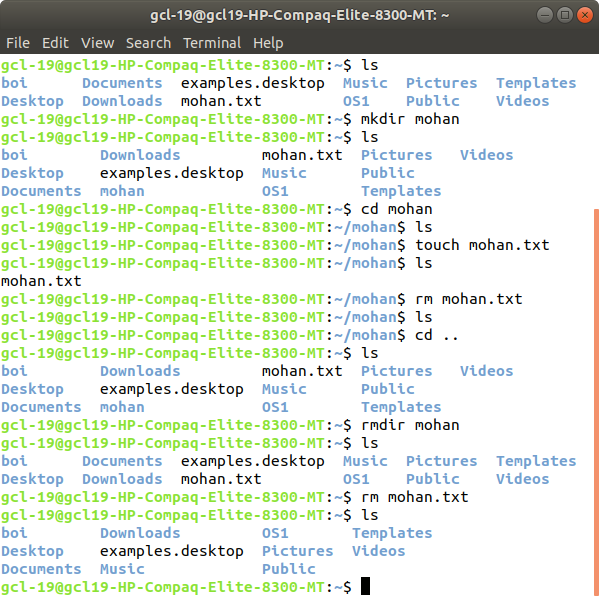 gcl-19@gcl19-HP-Compaq-Elite-8300-MT: ~
File Edit View Search Terminal Help
gcl-19@gcl19-HP-Compaq-Elite-8300-MT:~$ ls
boi      Documents  examples.desktop  Music  Pictures  Templates
Desktop  Downloads  mohan.txt         OS1    Public    Videos
gcl-19@gcl19-HP-Compaq-Elite-8300-MT:~$ mkdir mohan
gcl-19@gcl19-HP-Compaq-Elite-8300-MT:~$ ls
boi        Downloads         mohan.txt  Pictures   Videos
Desktop    examples.desktop  Music      Public
Documents  mohan             OS1        Templates
gcl-19@gcl19-HP-Compaq-Elite-8300-MT:~$ cd mohan
gcl-19@gcl19-HP-Compaq-Elite-8300-MT:~/mohan$ ls
gcl-19@gcl19-HP-Compaq-Elite-8300-MT:~/mohan$ touch mohan.txt
gcl-19@gcl19-HP-Compaq-Elite-8300-MT:~/mohan$ ls
mohan.txt
gcl-19@gcl19-HP-Compaq-Elite-8300-MT:~/mohan$ rm mohan.txt
gcl-19@gcl19-HP-Compaq-Elite-8300-MT:~/mohan$ ls
gcl-19@gcl19-HP-Compaq-Elite-8300-MT:~/mohan$ cd ..
gcl-19@gcl19-HP-Compaq-Elite-8300-MT:~$ ls
boi        Downloads         mohan.txt  Pictures   Videos
Desktop    examples.desktop  Music      Public
Documents  mohan             OS1        Templates
gcl-19@gcl19-HP-Compaq-Elite-8300-MT:~$ rmdir mohan
gcl-19@gcl19-HP-Compaq-Elite-8300-MT:~$ ls
boi      Documents  examples.desktop  Music  Pictures  Templates
Desktop  Downloads  mohan.txt         OS1    Public    Videos
gcl-19@gcl19-HP-Compaq-Elite-8300-MT:~$ rm mohan.txt
gcl-19@gcl19-HP-Compaq-Elite-8300-MT:~$ ls
boi        Downloads         OS1       Templates
Desktop    examples.desktop  Pictures  Videos
Documents  Music             Public
gcl-19@gcl19-HP-Compaq-Elite-8300-MT:~$